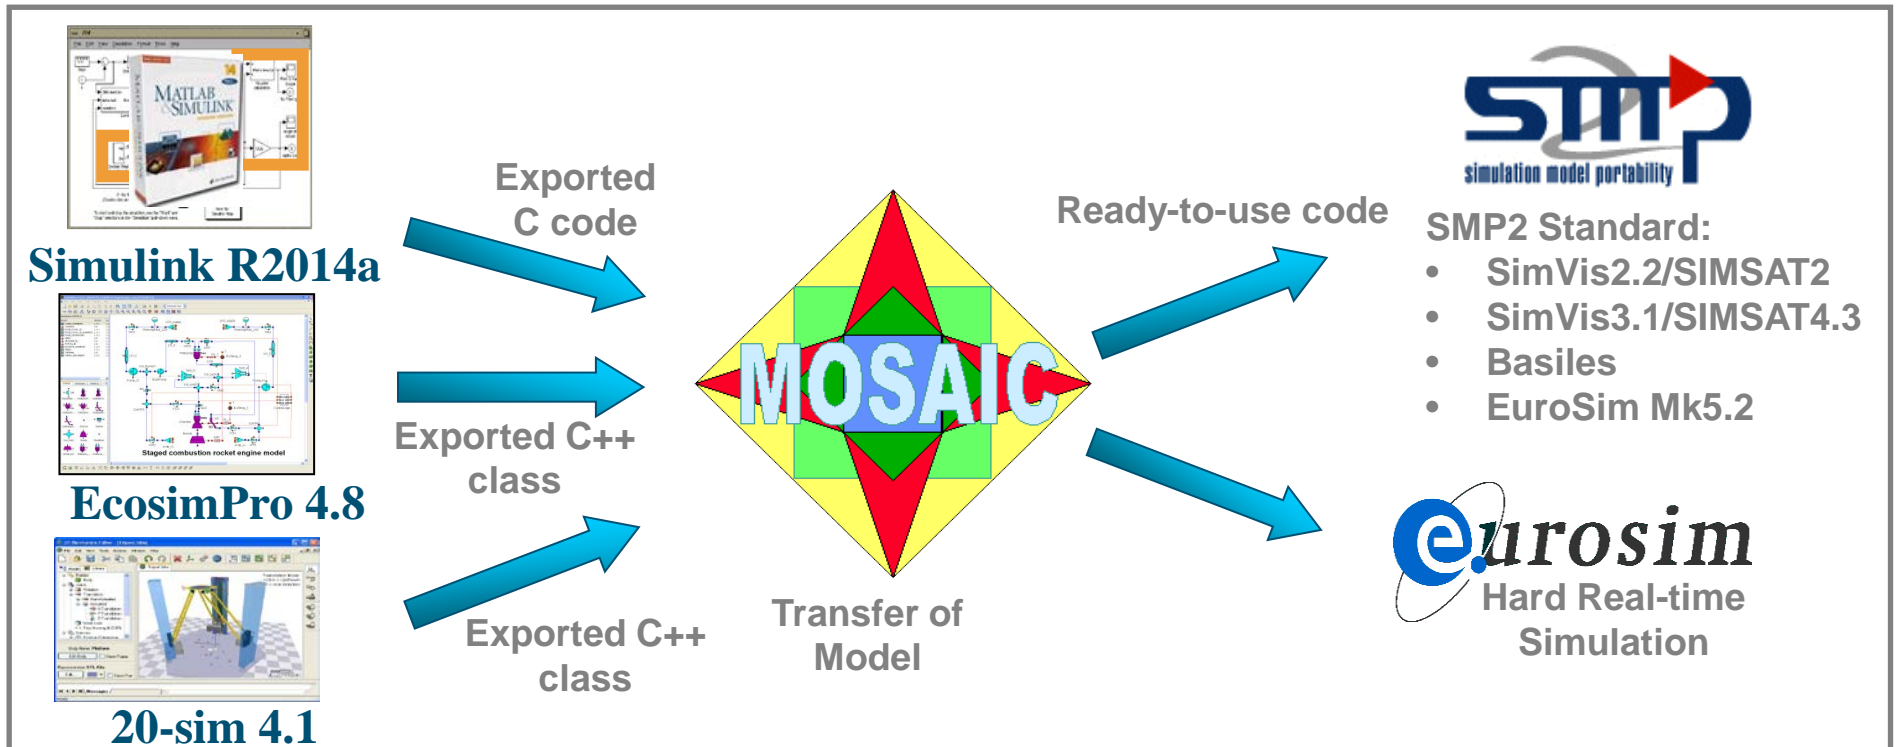 MATLAB
& SIMULINK
14
Simulink R2014a
Staged combustion rocket engine model
EcosimPro 4.8
20-sim 4.1
Exported
C code
Exported C++
class
Exported C++
class
MOSAIC
Transfer of
Model
Ready-to-use code
smp
simulation model portability
SMP2 Standard:
• SimVis2.2/SIMSAT2
• SimVis3.1/SIMSAT4.3
• Basiles
• EuroSim Mk5.2
eurosim
Hard Real-time
Simulation